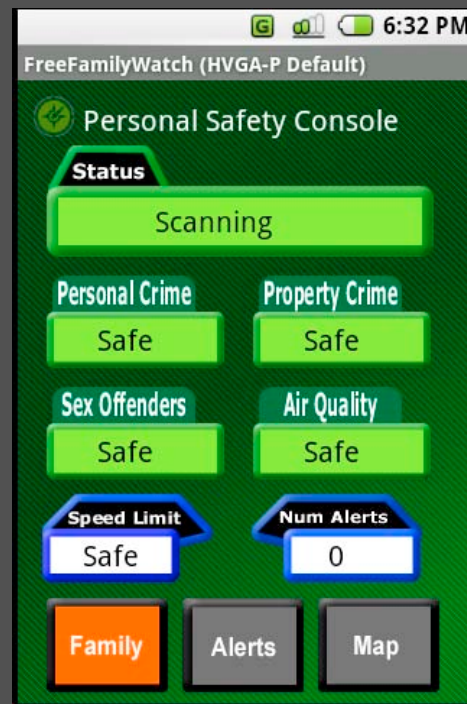 G 6:32 PM
FreeFamilyWatch (HVGA-P Default)
Personal Safety Console
Status
Scanning
Personal Crime Property Crime
Safe Safe
Sex Offenders Air Quality
Safe Safe
Speed Limit Num Alerts
Safe 0
Family Alerts Map